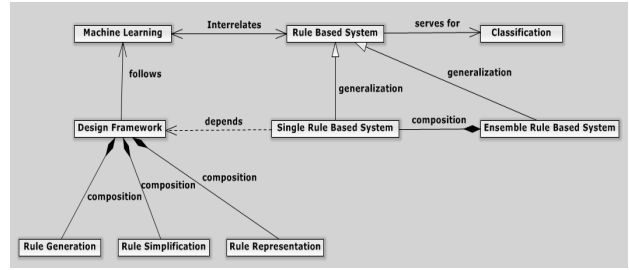 Machine Learning
Interrelates
Rule Based System
serves for
Classification
follows
generalization
generalization
Design Framework
depends
Single Rule Based System
composition
Ensemble Rule Based System
composition
composition
composition
Rule Generation
Rule Simplification
Rule Representation